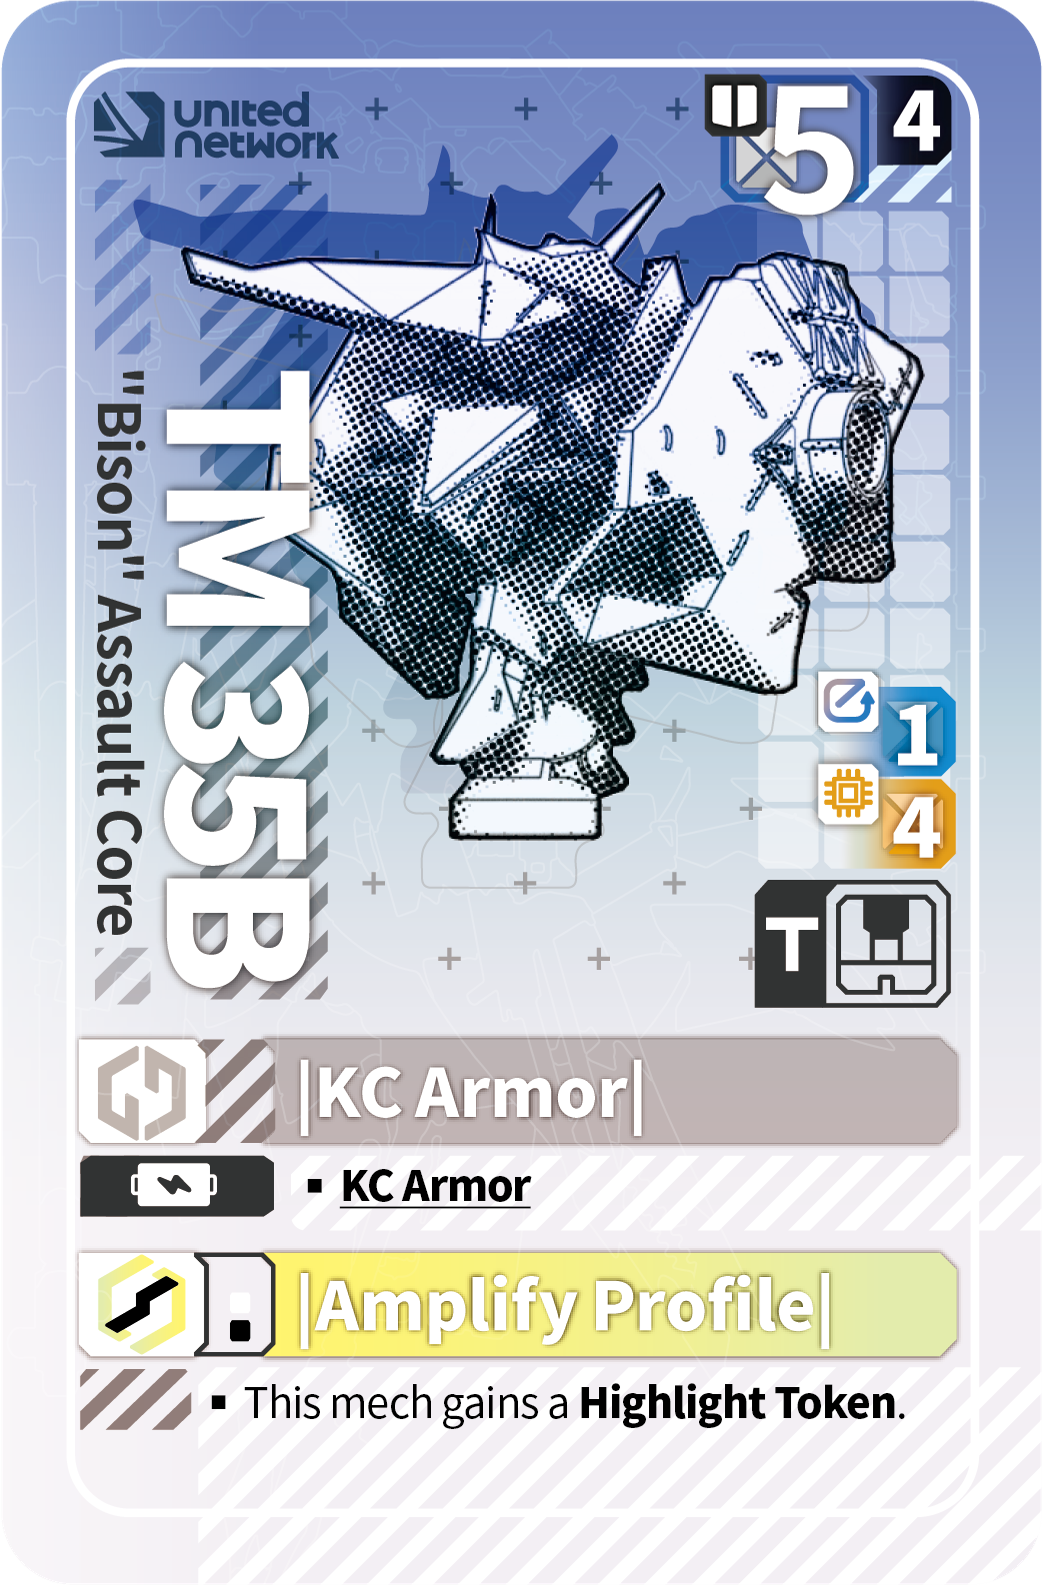 United
Network
5
4
"Bison" Assault Core
TM35B
1
4
T
|KC Armor|
▪ KC Armor
|Amplify Profile|
▪ This mech gains a Highlight Token.